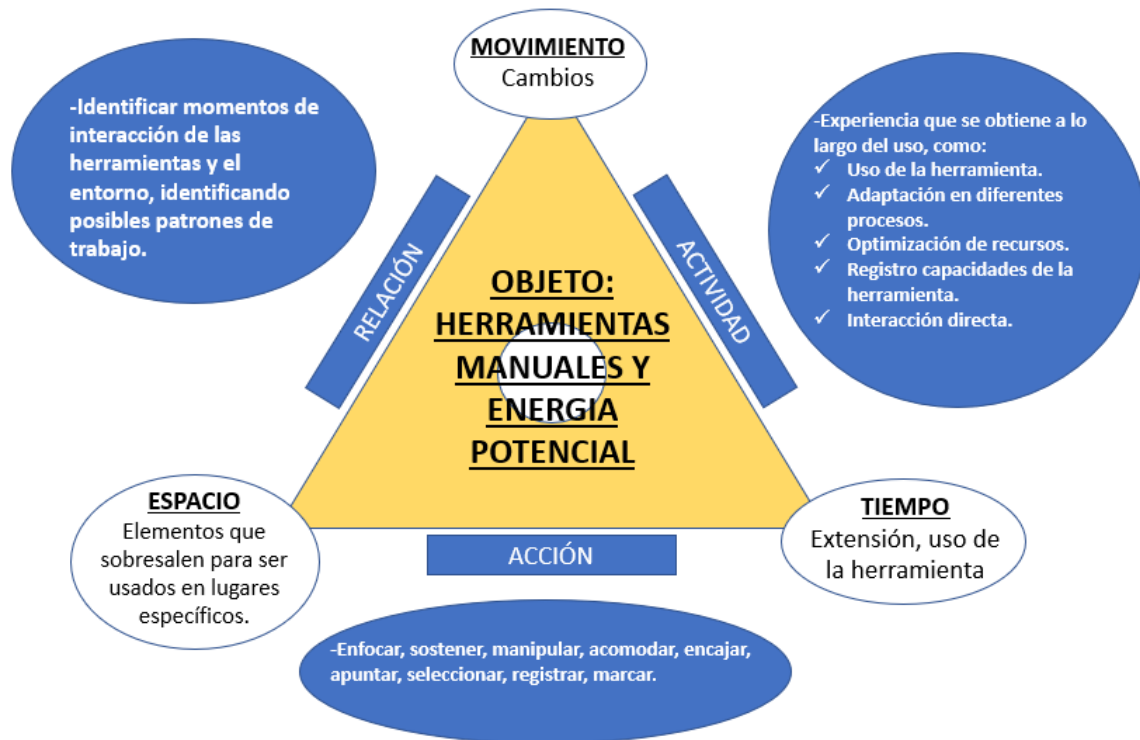 MOVIMIENTO
Cambios
-Identificar momentos de
interacción de las
herramientas y el
entorno, identificando
posibles patrones de
trabajo.
-Experiencia que se obtiene a lo
largo del uso, como:
✓ Uso de la herramienta.
✓ Adaptación en diferentes
procesos.
✓ Optimización de recursos.
✓ Registro capacidades de la
herramienta.
✓ Interacción directa.
RELACIÓN
ACTIVIDAD
OBJETO:
HERRAMIENTAS
MANUALES Y
ENERGIA
POTENCIAL
ESPACIO
Elementos que
sobresalen para ser
usados en lugares
específicos.
TIEMPO
Extensión, uso de
la herramienta
ACCIÓN
-Enfocar, sostener, manipular, acomodar, encajar,
apuntar, seleccionar, registrar, marcar.